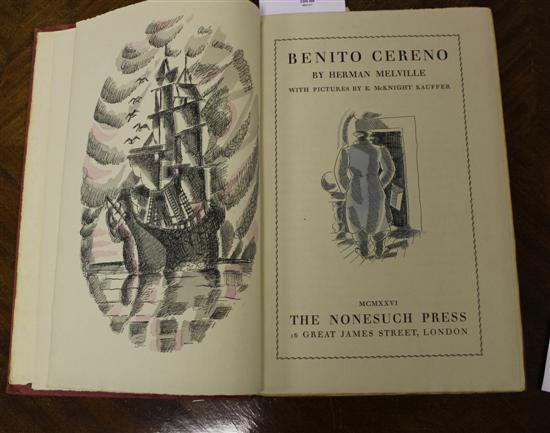 BENITO CERENO
BY HERMAN MELVILLE
WITH PICTURES BY E. McKNIGHT KAUFFER
MCMXXVI
THE NONESUCH PRESS
16 GREAT JAMES STREET, LONDON